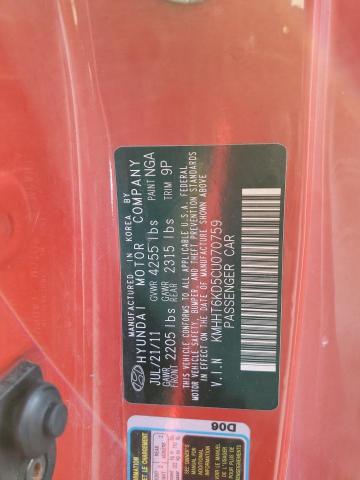 MANUFACTURED IN KOREA BY
HYUNDAI MOTOR COMPANY
JUL/21/11 GVWR 4255 lbs PAINT NGA
GAWR FRONT 2205 lbs GAWR REAR 2315 lbs TRIM 9P
THIS VEHICLE CONFORMS TO ALL APPLICABLE U.S.A. FEDERAL
MOTOR VEHICLE SAFETY, BUMPER, AND THEFT PREVENTION STANDARDS
IN EFFECT ON THE DATE OF MANUFACTURE SHOWN ABOVE.
V.I.N KMHHT6KD5CU070759
PASSENGER CAR
D06